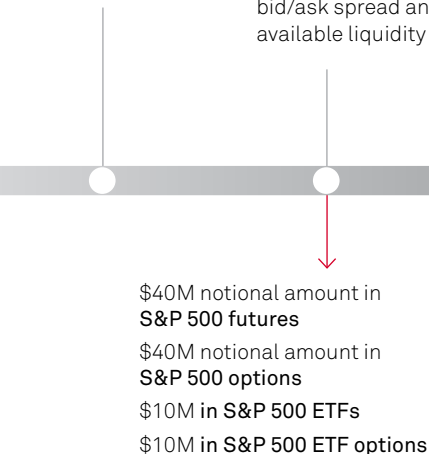 bid/ask spread an
available liquidity
$40M notional amount in
S&P 500 futures
$40M notional amount in
S&P 500 options
$10M in S&P 500 ETFs
$10M in S&P 500 ETF options